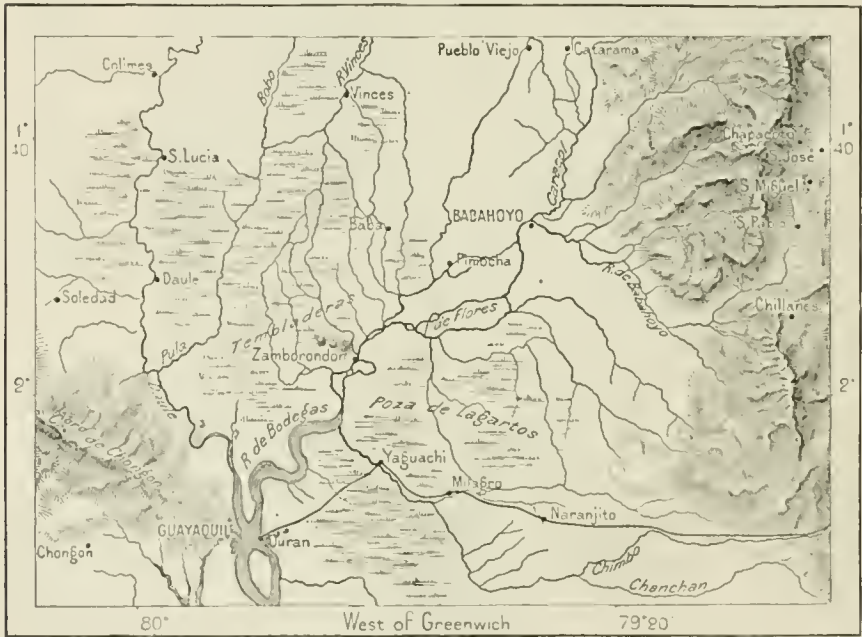 Pueblo Viejo
Catarama
Colimes
Babo
R. Vinces
Vinces
1°
40
1°
40
S. Lucia
Chapacoto
S. José
S. Miguel
S. Pablo
Caracol
BABAHOYO
Baba
Pimocha
R. de Babahoyo
Daule
Soledad
Pula
Tembladeras
Zamborondon
P. de Flores
Chillanes
2°
2°
Daule
R. de Bodegas
Poza de Lagartos
Yaguachi
Milagro
Naranjito
GUAYAQUIL
Duran
Chongon
Chimbo
Chanchan
80°
West of Greenwich
79°20'